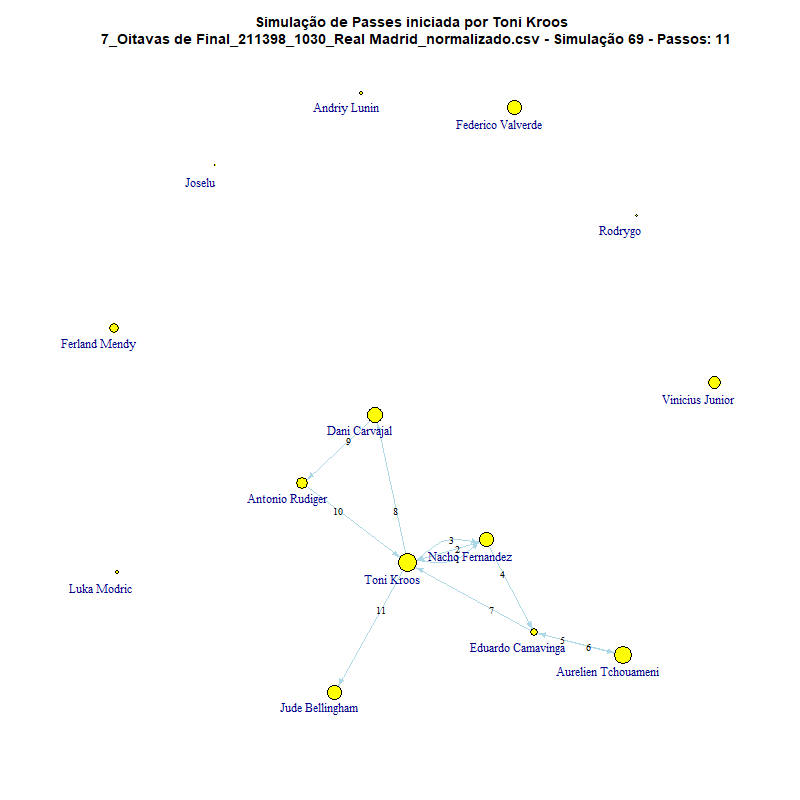 Simulação de Passes iniciada por Toni Kroos
7_Oitavas de Final_211398_1030_Real Madrid_normalizado.csv - Simulação 69 - Passos: 11
Andriy Lunin
Federico Valverde
Joselu
Rodrygo
Ferland Mendy
Vinicius Junior
Dani Carvajal
9
Antonio Rudiger
10
8
3
2
1
Nacho Fernandez
Toni Kroos
4
Luka Modric
11
7
5
6
Eduardo Camavinga
Aurelien Tchouameni
Jude Bellingham